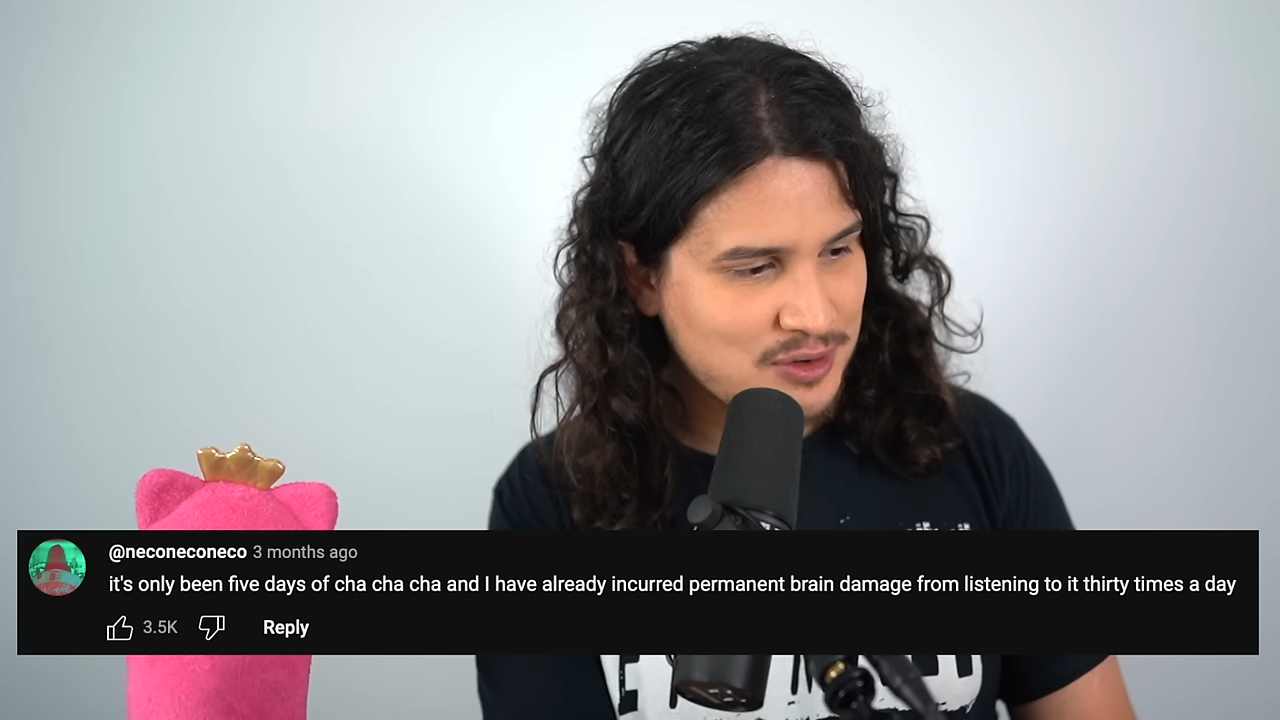 @neconeconeco 3 months ago
it's only been five days of cha cha cha and I have already incurred permanent brain damage from listening to it thirty times a day
3.5K Reply